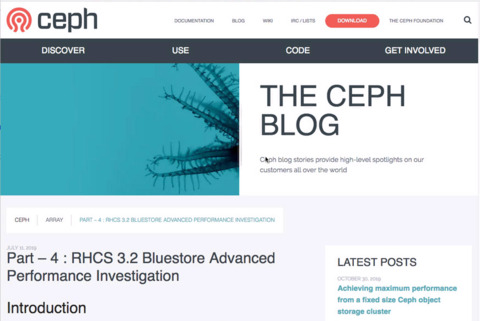 ceph
DOCUMENTATION BLOG WIKI IRC / LISTS DOWNLOAD THE CEPH FOUNDATION
DISCOVER USE CODE GET INVOLVED
THE CEPH
BLOG
Ceph blog stories provide high-level spotlights on our
customers all over the world
CEPH ARRAY PART – 4 : RHCS 3.2 BLUESTORE ADVANCED PERFORMANCE INVESTIGATION
JULY 11, 2019
Part – 4 : RHCS 3.2 Bluestore Advanced
Performance Investigation
Introduction
LATEST POSTS
OCTOBER 30, 2019
Achieving maximum performance
from a fixed size Ceph object
storage cluster